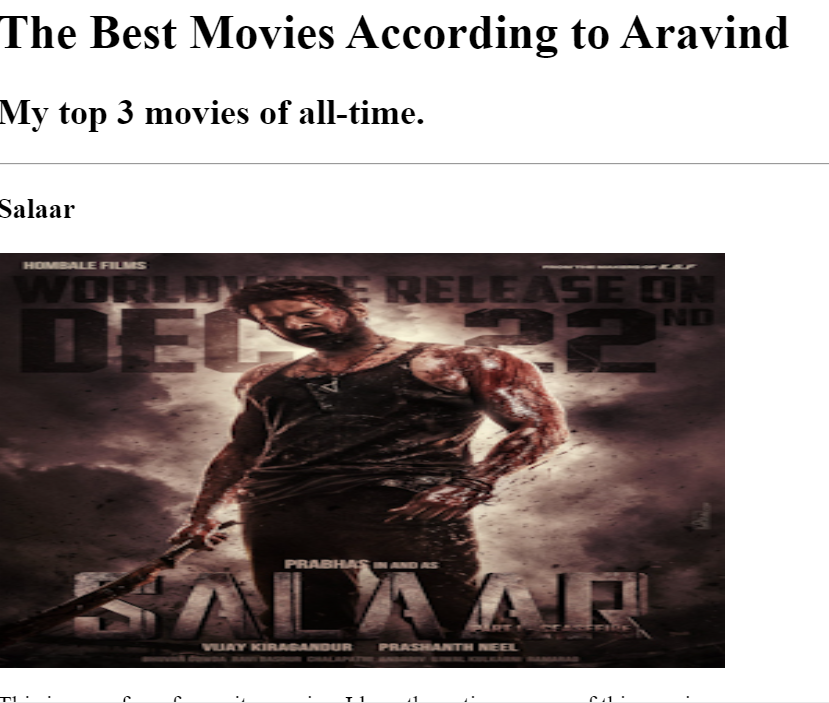 The Best Movies According to Aravind
My top 3 movies of all-time.
Salaar
HOMBALE FILMS
FROM THE MAKERS OF K.G.F
WORLDWIDE RELEASE ON
DEC 22ND
PRABHAS IN AND AS
SALAAR
PART 1 - CEASEFIRE
VIJAY KIRAGANDUR PRASHANTH NEEL